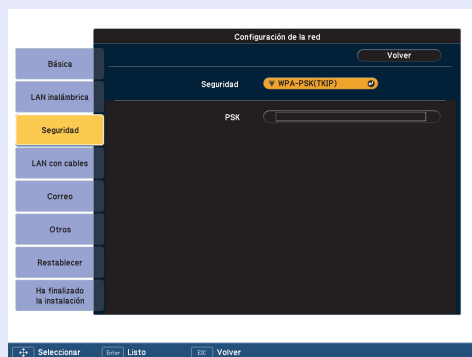 Configuración de la red
Volver
Básica
Seguridad
WPA-PSK(TKIP)
LAN inalámbrica
PSK
Seguridad
LAN con cables
Correo
Otros
Restablecer
Ha finalizado
la instalación
Seleccionar
Enter Listo
ESC Volver